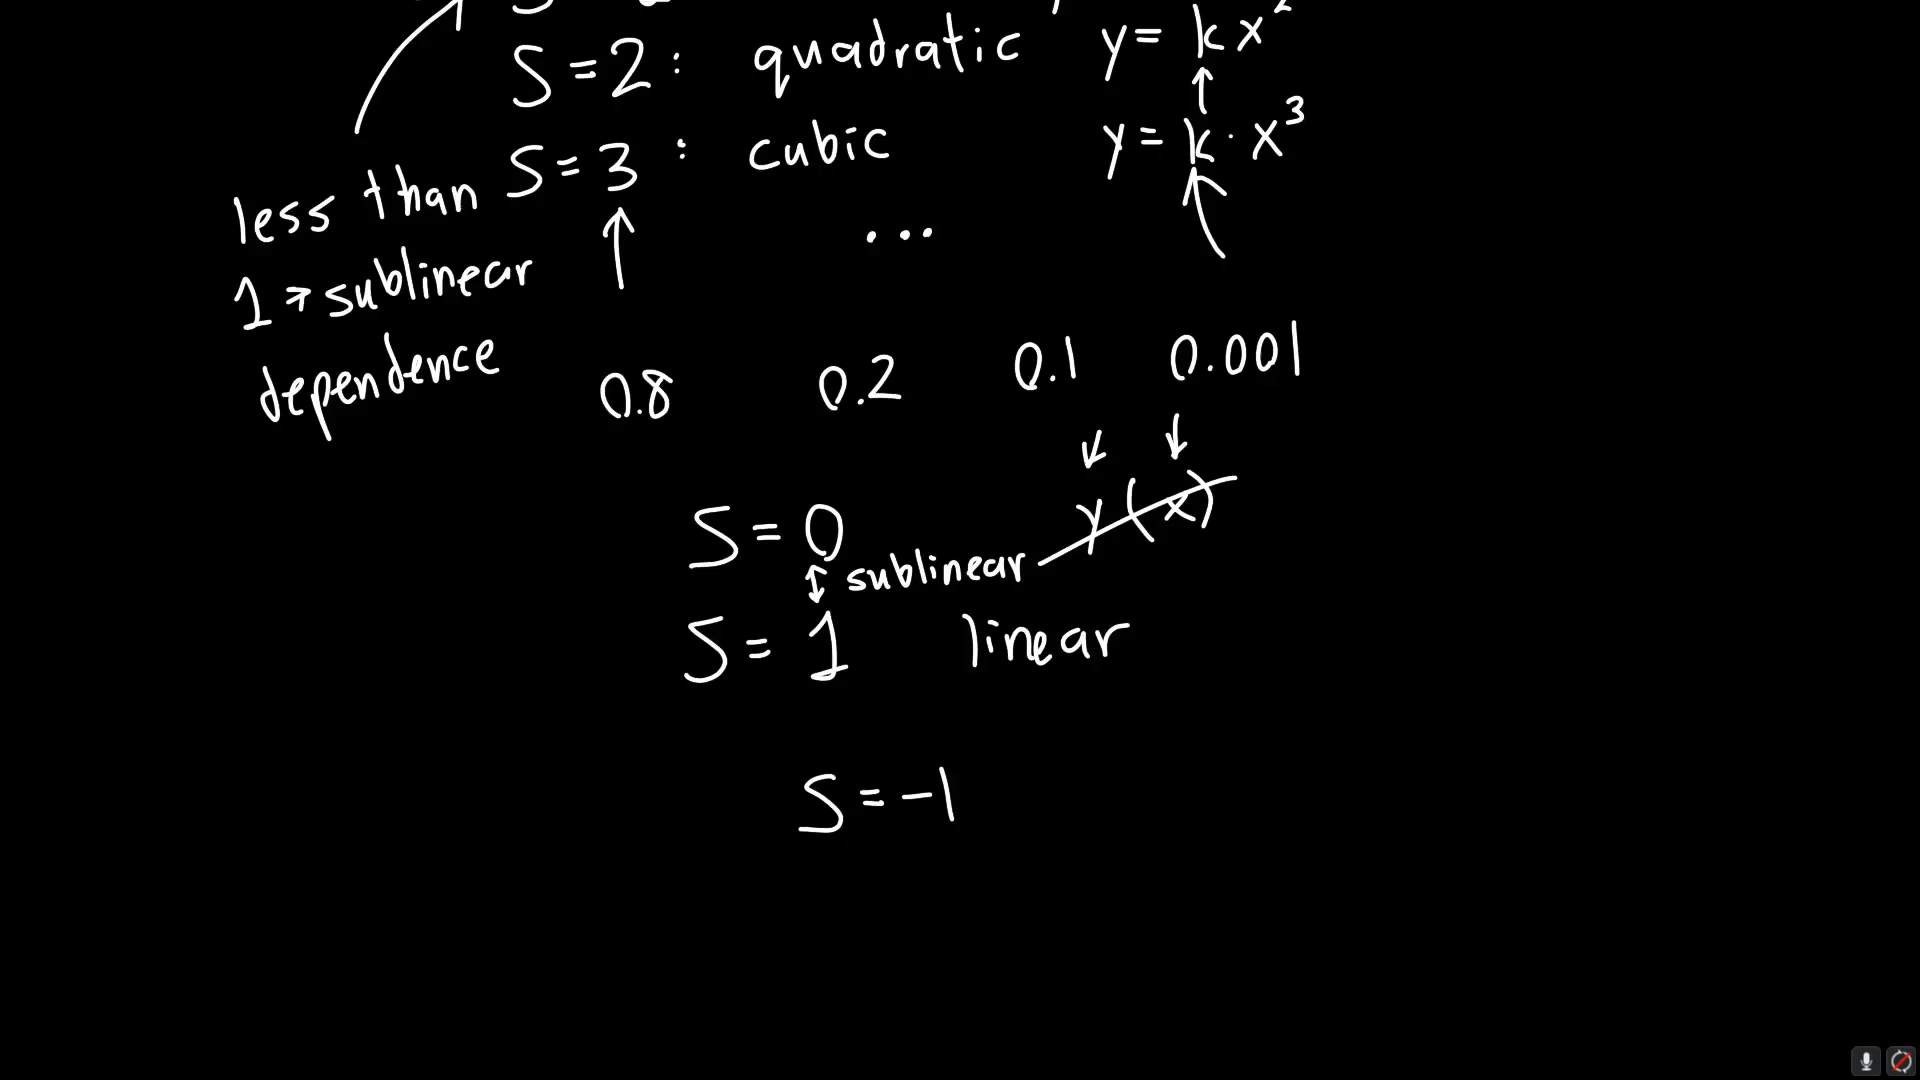 S=2: quadratic y= kx²
S=3: cubic y= k·x³
less than
...
1→sublinear
dependence
0.8 0.2 0.1 0.001
S=0 y(x)
sublinear
S=1 linear
S=-1